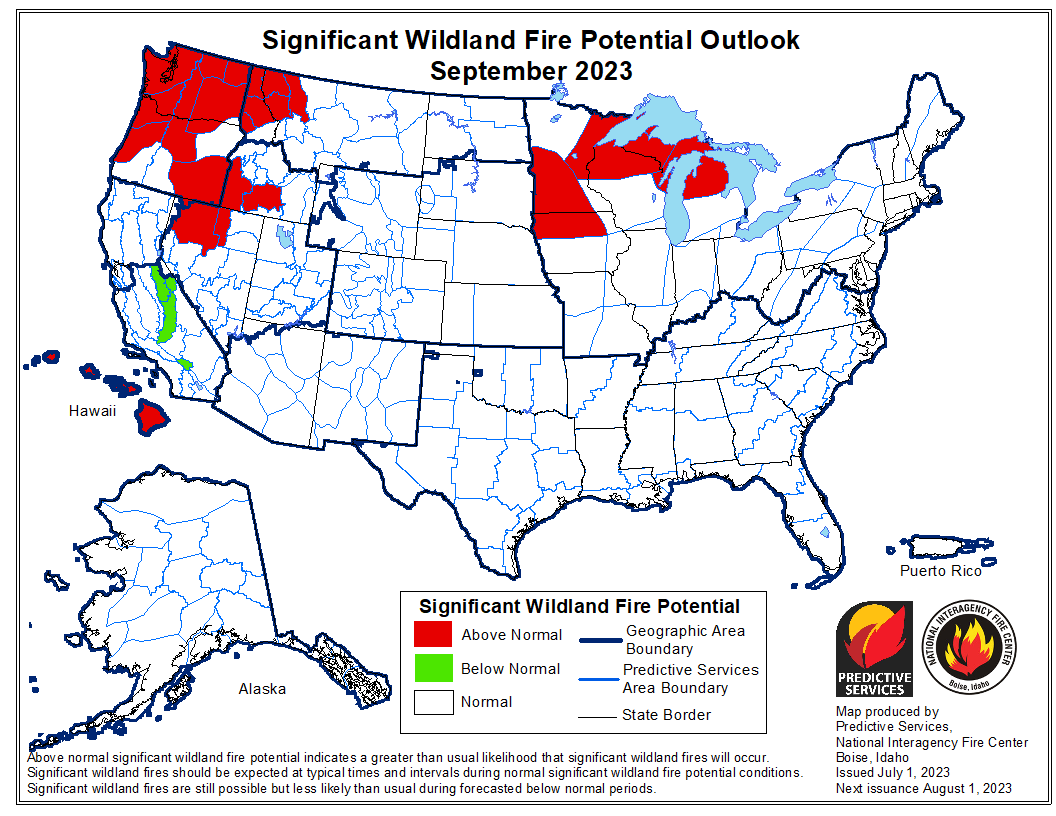 Significant Wildland Fire Potential Outlook
September 2023
Hawaii
Alaska
Puerto Rico
Significant Wildland Fire Potential
Above Normal
Below Normal
Normal
Geographic Area
Boundary
Predictive Services
Area Boundary
State Border
PREDICTIVE
SERVICES
NATIONAL INTERAGENCY FIRE CENTER
Boise, Idaho
Map produced by
Predictive Services,
National Interagency Fire Center
Boise, Idaho
Issued July 1, 2023
Next issuance August 1, 2023
Above normal significant wildland fire potential indicates a greater than usual likelihood that significant wildland fires will occur.
Significant wildland fires should be expected at typical times and intervals during normal significant wildland fire potential conditions.
Significant wildland fires are still possible but less likely than usual during forecasted below normal periods.